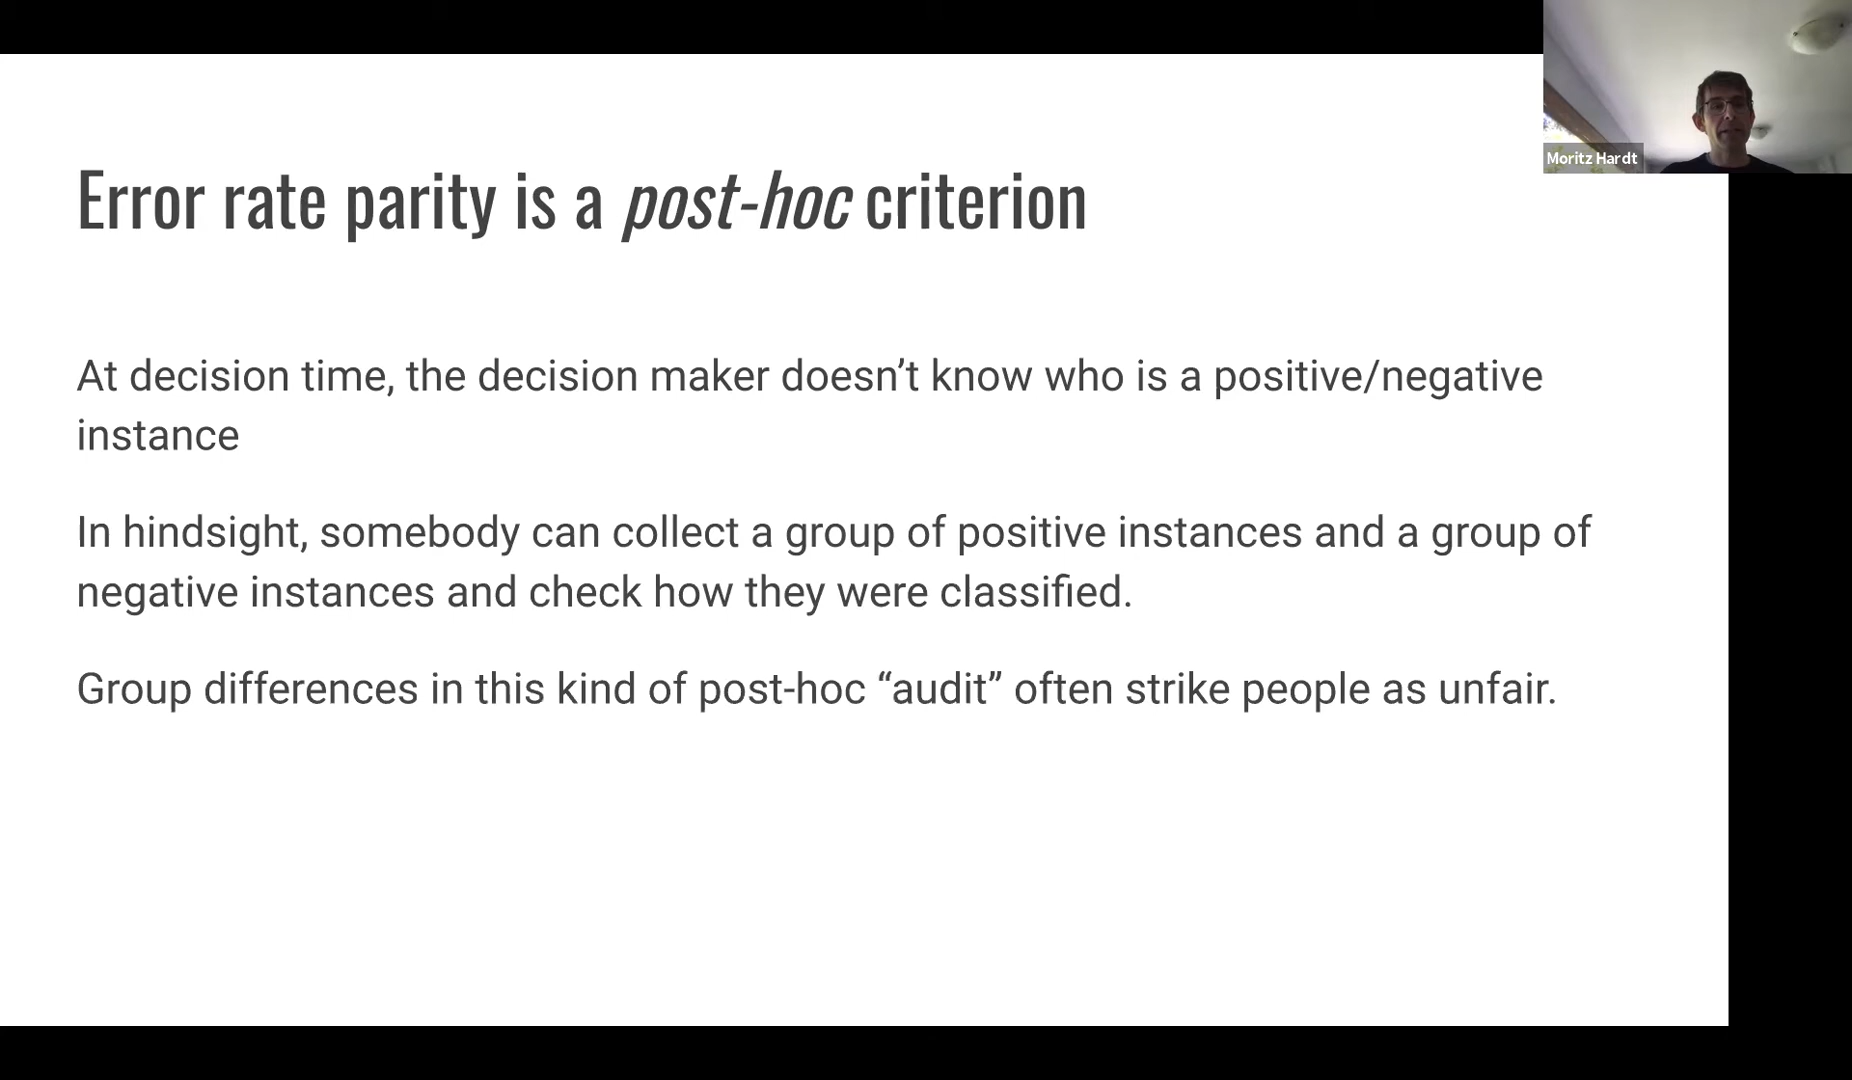 Moritz Hardt
Error rate parity is a post-hoc criterion
At decision time, the decision maker doesn’t know who is a positive/negative
instance
In hindsight, somebody can collect a group of positive instances and a group of
negative instances and check how they were classified.
Group differences in this kind of post-hoc “audit” often strike people as unfair.